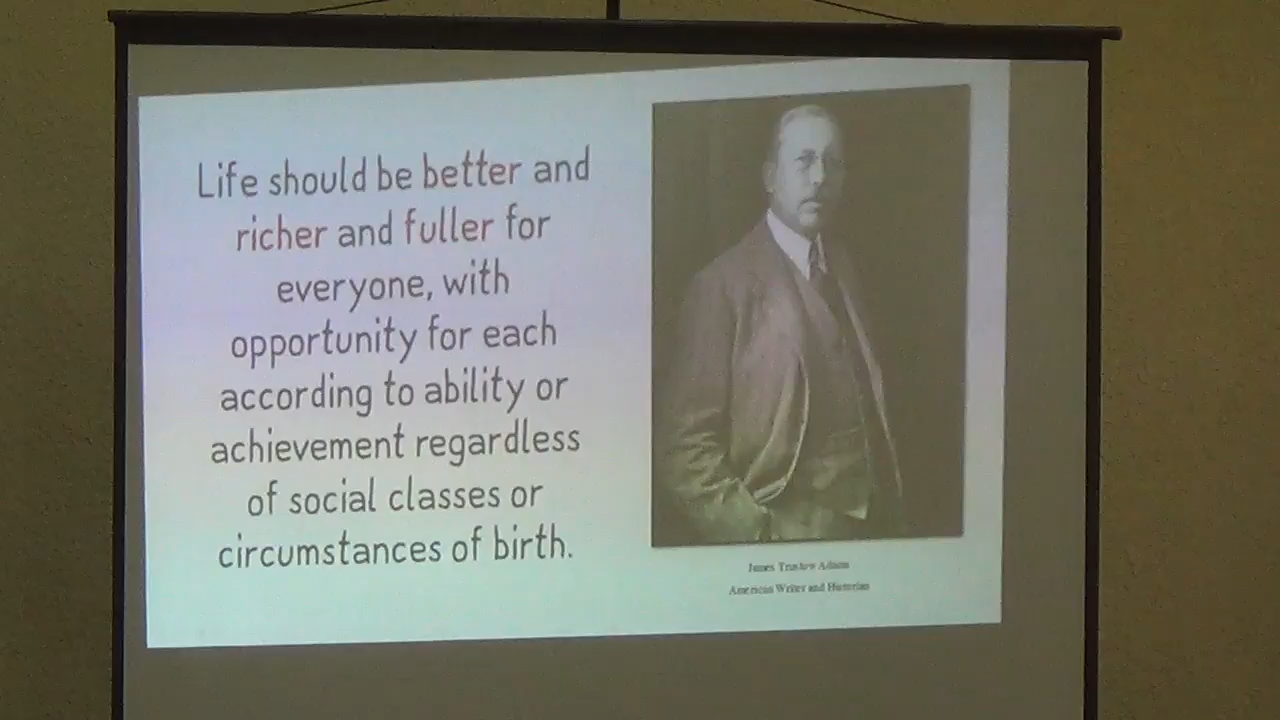 Life should be better and
richer and fuller for
everyone, with
opportunity for each
according to ability or
achievement regardless
of social classes or
circumstances of birth.
James Truslow Adams
American Writer and Historian